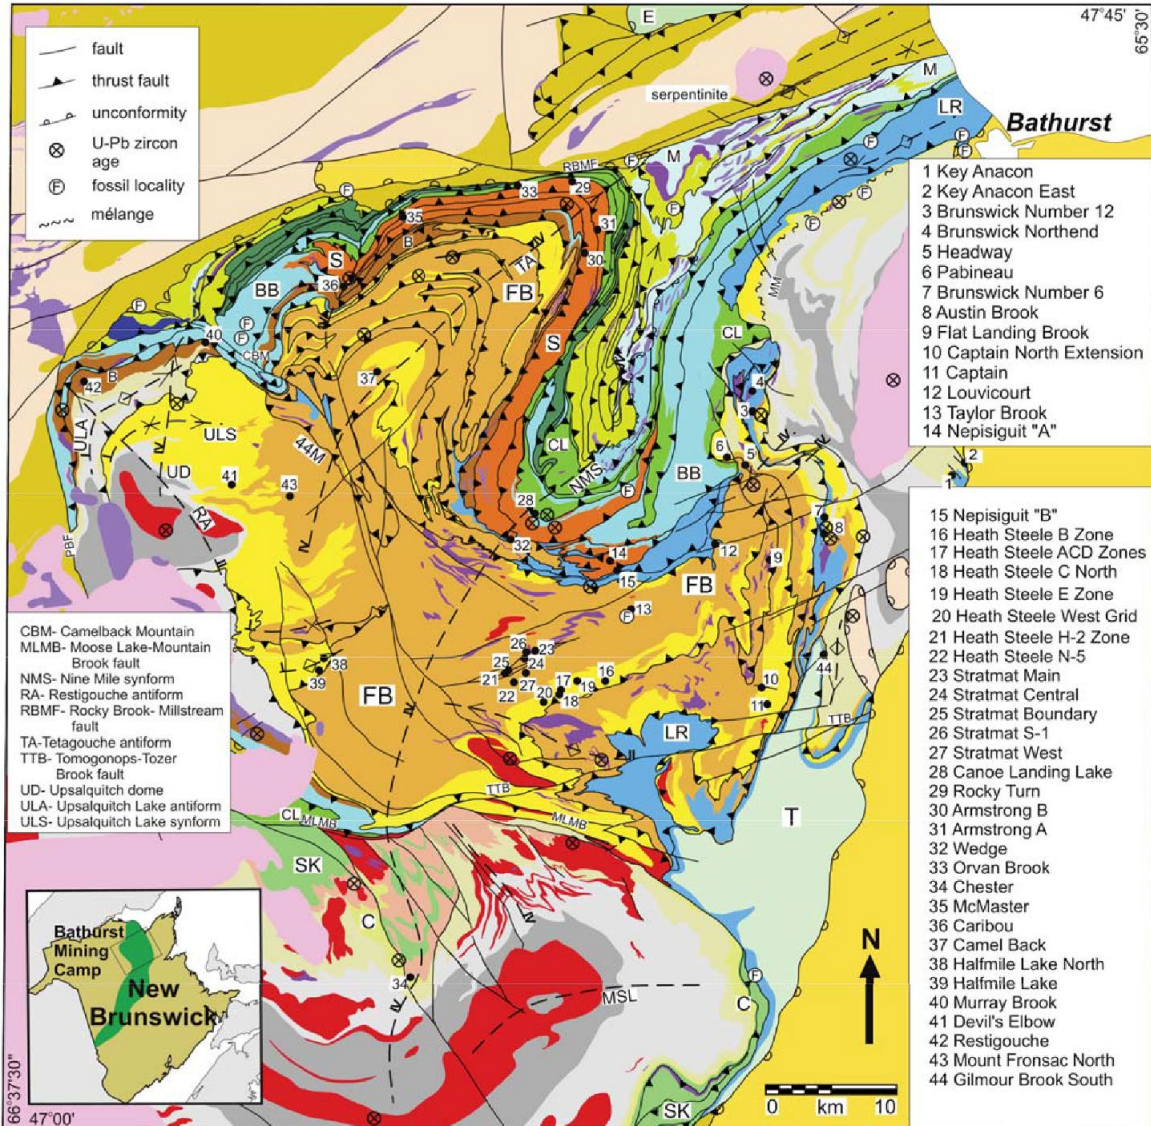 E
47°45'
65°30'
fault
thrust fault
unconformity
U-Pb zircon
age
F
fossil locality
mélange
serpentinite
M
LR
Bathurst
M
RBMF
F
33
29
35
31
30
B
S
TA
FB
BB
36
40
CBM
CL
MM
S
37
42
B
4
3
ULA
ULS
44M
UD
41
43
CL
NMS
BB
6
5
RA
28
PBF
32
14
15
12
9
7
8
2
1
FB
13
38
39
FB
26
23
25
24
21
27
22
20
17
18
19
16
10
11
44
TTB
LR
TTB
T
CL
MLMB
MLMB
SK
C
34
MSL
C
SK
1 Key Anacon
2 Key Anacon East
3 Brunswick Number 12
4 Brunswick Northend
5 Headway
6 Pabineau
7 Brunswick Number 6
8 Austin Brook
9 Flat Landing Brook
10 Captain North Extension
11 Captain
12 Louvicourt
13 Taylor Brook
14 Nepisiguit "A"
15 Nepisiguit "B"
16 Heath Steele B Zone
17 Heath Steele ACD Zones
18 Heath Steele C North
19 Heath Steele E Zone
20 Heath Steele West Grid
21 Heath Steele H-2 Zone
22 Heath Steele N-5
23 Stratmat Main
24 Stratmat Central
25 Stratmat Boundary
26 Stratmat S-1
27 Stratmat West
28 Canoe Landing Lake
29 Rocky Turn
30 Armstrong B
31 Armstrong A
32 Wedge
33 Orvan Brook
34 Chester
35 McMaster
36 Caribou
37 Camel Back
38 Halfmile Lake North
39 Halfmile Lake
40 Murray Brook
41 Devil's Elbow
42 Restigouche
43 Mount Fronsac North
44 Gilmour Brook South
CBM- Camelback Mountain
MLMB- Moose Lake-Mountain
Brook fault
NMS- Nine Mile synform
RA- Restigouche antiform
RBMF- Rocky Brook- Millstream
fault
TA-Tetagouche antiform
TTB- Tomogonops-Tozer
Brook fault
UD- Upsalquitch dome
ULA- Upsalquitch Lake antiform
ULS- Upsalquitch Lake synform
Bathurst
Mining
Camp
New
Brunswick
N
0 km 10
66°37'30"
47°00'